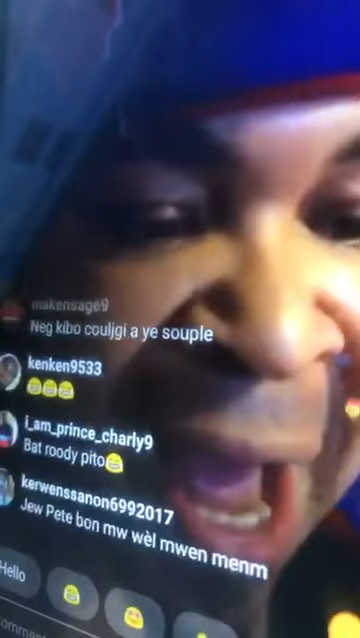 makensage9
Neg kibo couljgi a ye souple
kenken9533
😂😂😂
i_am_prince_charly9
Bat roody pito😂
kerwenssanon6992017
Jew Pete bon mw wèl mwen menm
Hello
Comment